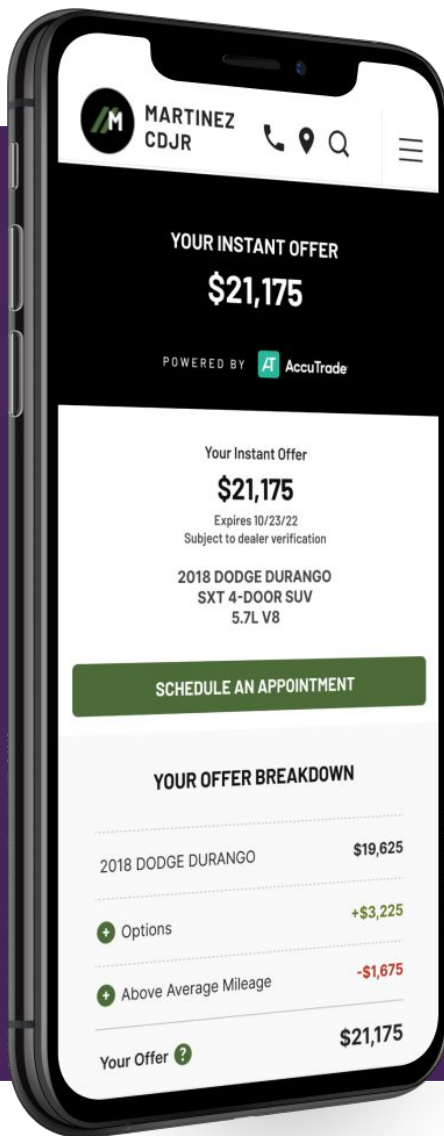 M
MARTINEZ
CDJR
YOUR INSTANT OFFER
$21,175
POWERED BY AT AccuTrade
Your Instant Offer
$21,175
Expires 10/23/22
Subject to dealer verification
2018 DODGE DURANGO
SXT 4-DOOR SUV
5.7L V8
SCHEDULE AN APPOINTMENT
YOUR OFFER BREAKDOWN
2018 DODGE DURANGO $19,625
+ Options +$3,225
+ Above Average Mileage -$1,675
Your Offer ? $21,175